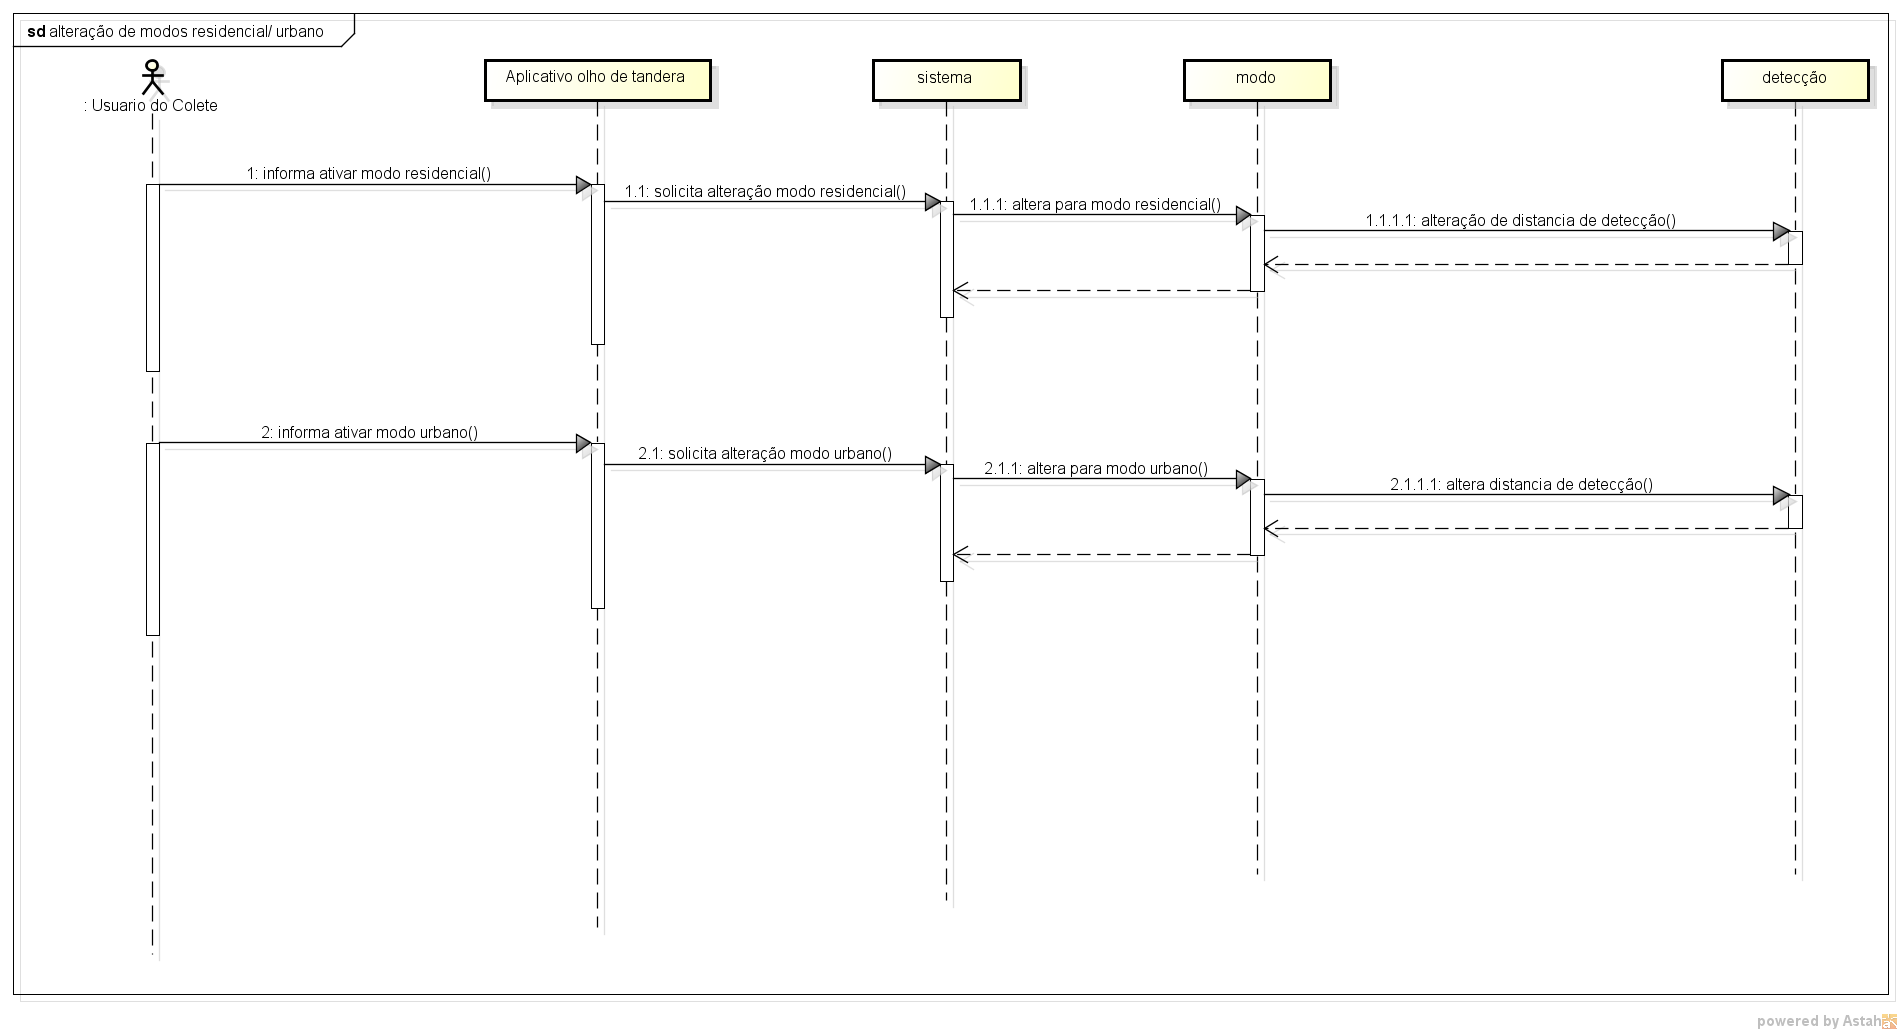 sd alteração de modos residencial/ urbano
: Usuario do Colete
Aplicativo olho de tandera
sistema
modo
detecção
1: informa ativar modo residencial()
1.1: solicita alteração modo residencial()
1.1.1: altera para modo residencial()
1.1.1.1: alteração de distancia de detecção()
2: informa ativar modo urbano()
2.1: solicita alteração modo urbano()
2.1.1: altera para modo urbano()
2.1.1.1: altera distancia de detecção()
powered by Astah